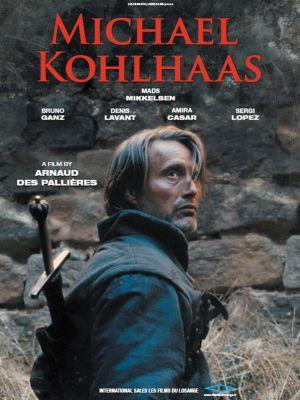 MICHAEL
KOHLHAAS
MADS
MIKKELSEN
BRUNO
GANZ
DENIS
LAVANT
AMIRA
CASAR
SERGI
LOPEZ
A FILM BY
ARNAUD
DES PALLIÈRES
INTERNATIONAL SALES LES FILMS DU LOSANGE